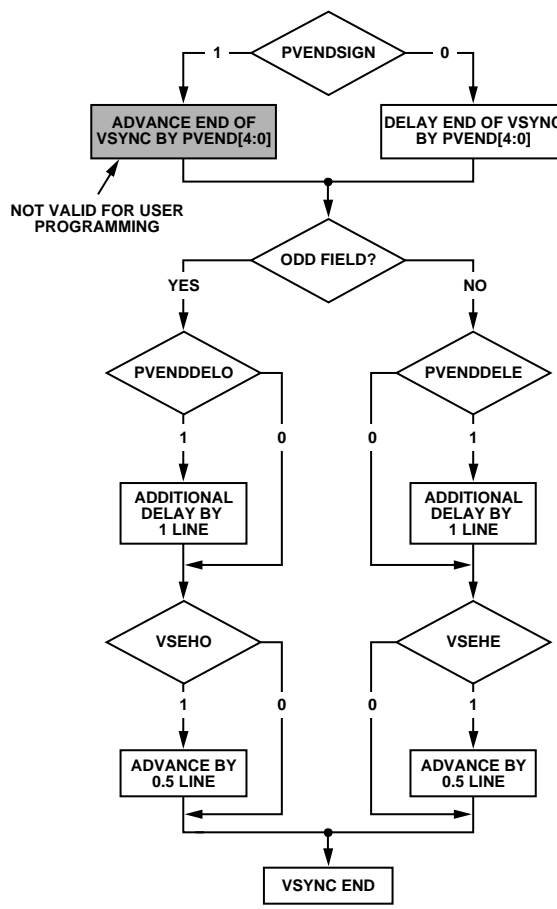 PVENDSIGN
1
0
ADVANCE END OF
VSYNC BY PVEND[4:0]
DELAY END OF VSYNC
BY PVEND[4:0]
NOT VALID FOR USER
PROGRAMMING
ODD FIELD?
YES
NO
PVENDDELO
PVENDDELE
1
0
0
1
ADDITIONAL
DELAY BY
1 LINE
ADDITIONAL
DELAY BY
1 LINE
VSEHO
VSEHE
1
0
0
1
ADVANCE BY
0.5 LINE
ADVANCE BY
0.5 LINE
VSYNC END